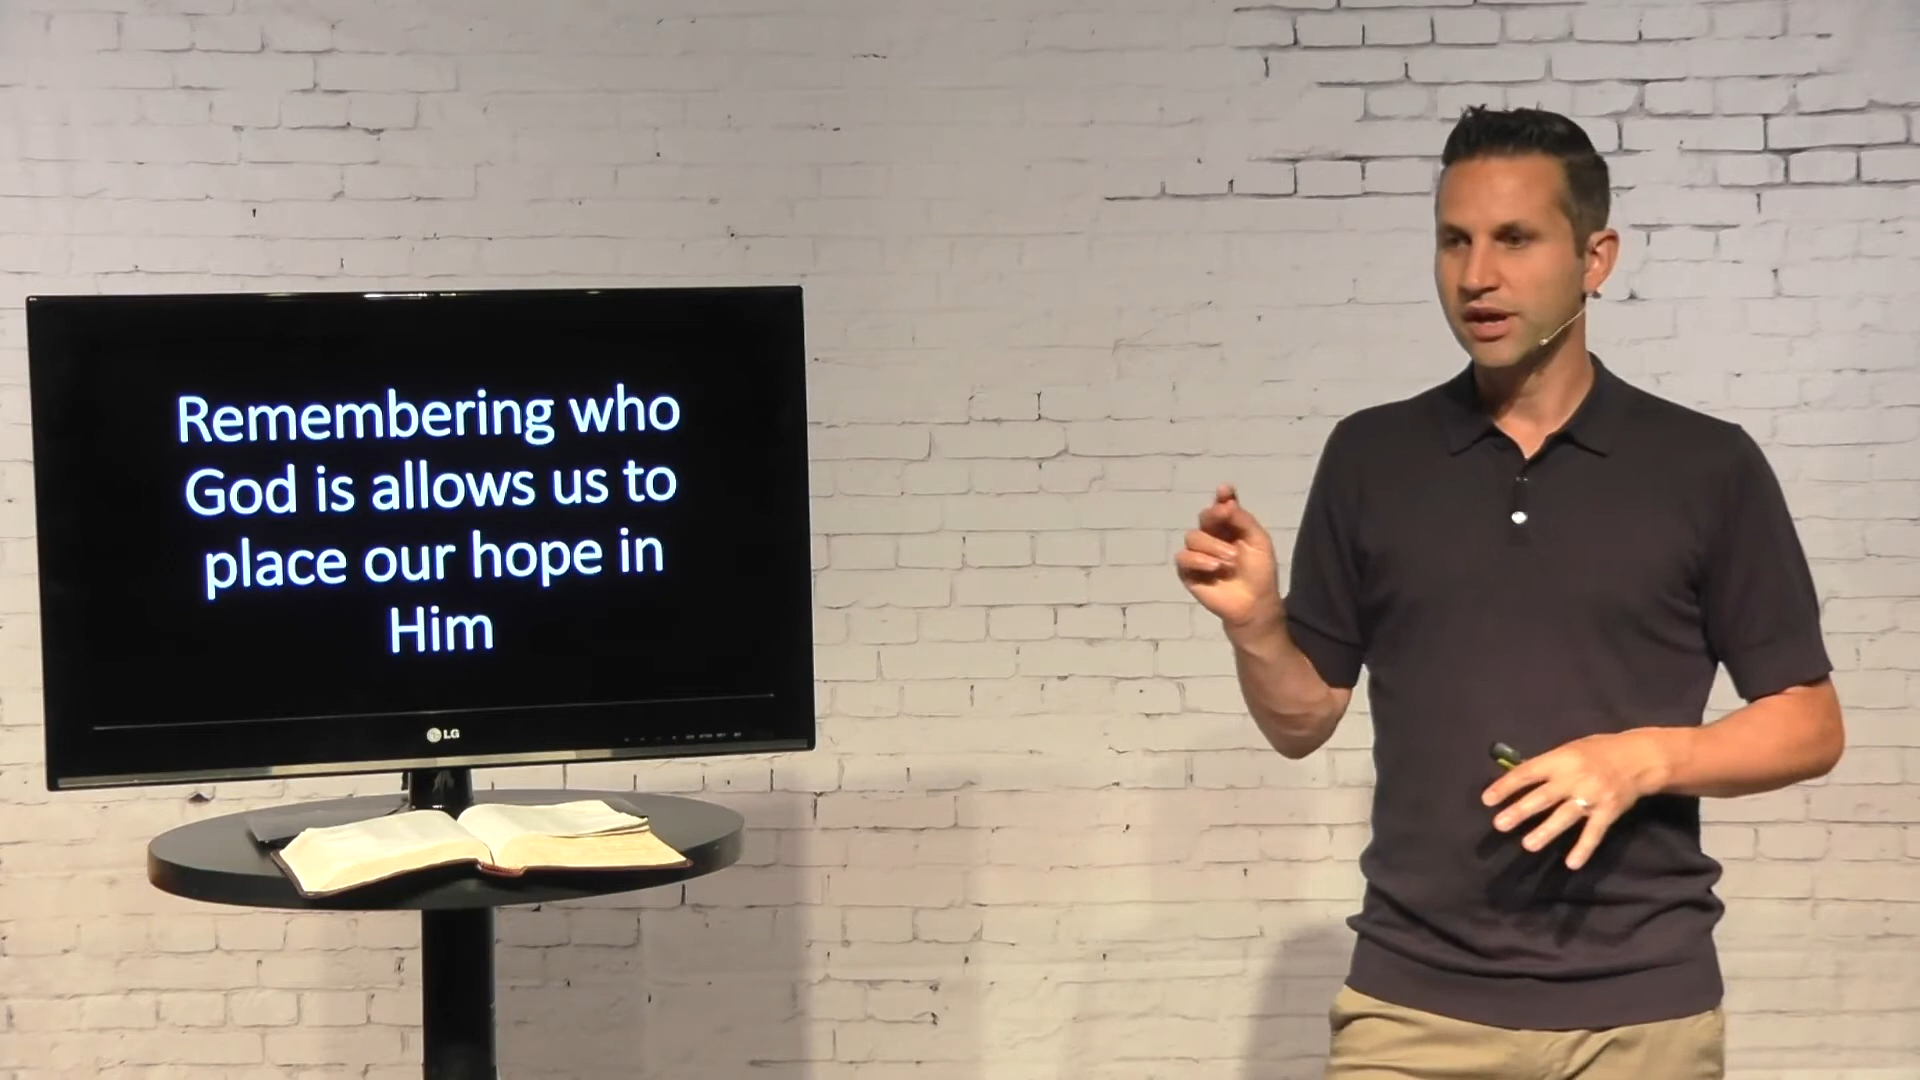 Remembering who
God is allows us to
place our hope in
Him
LG